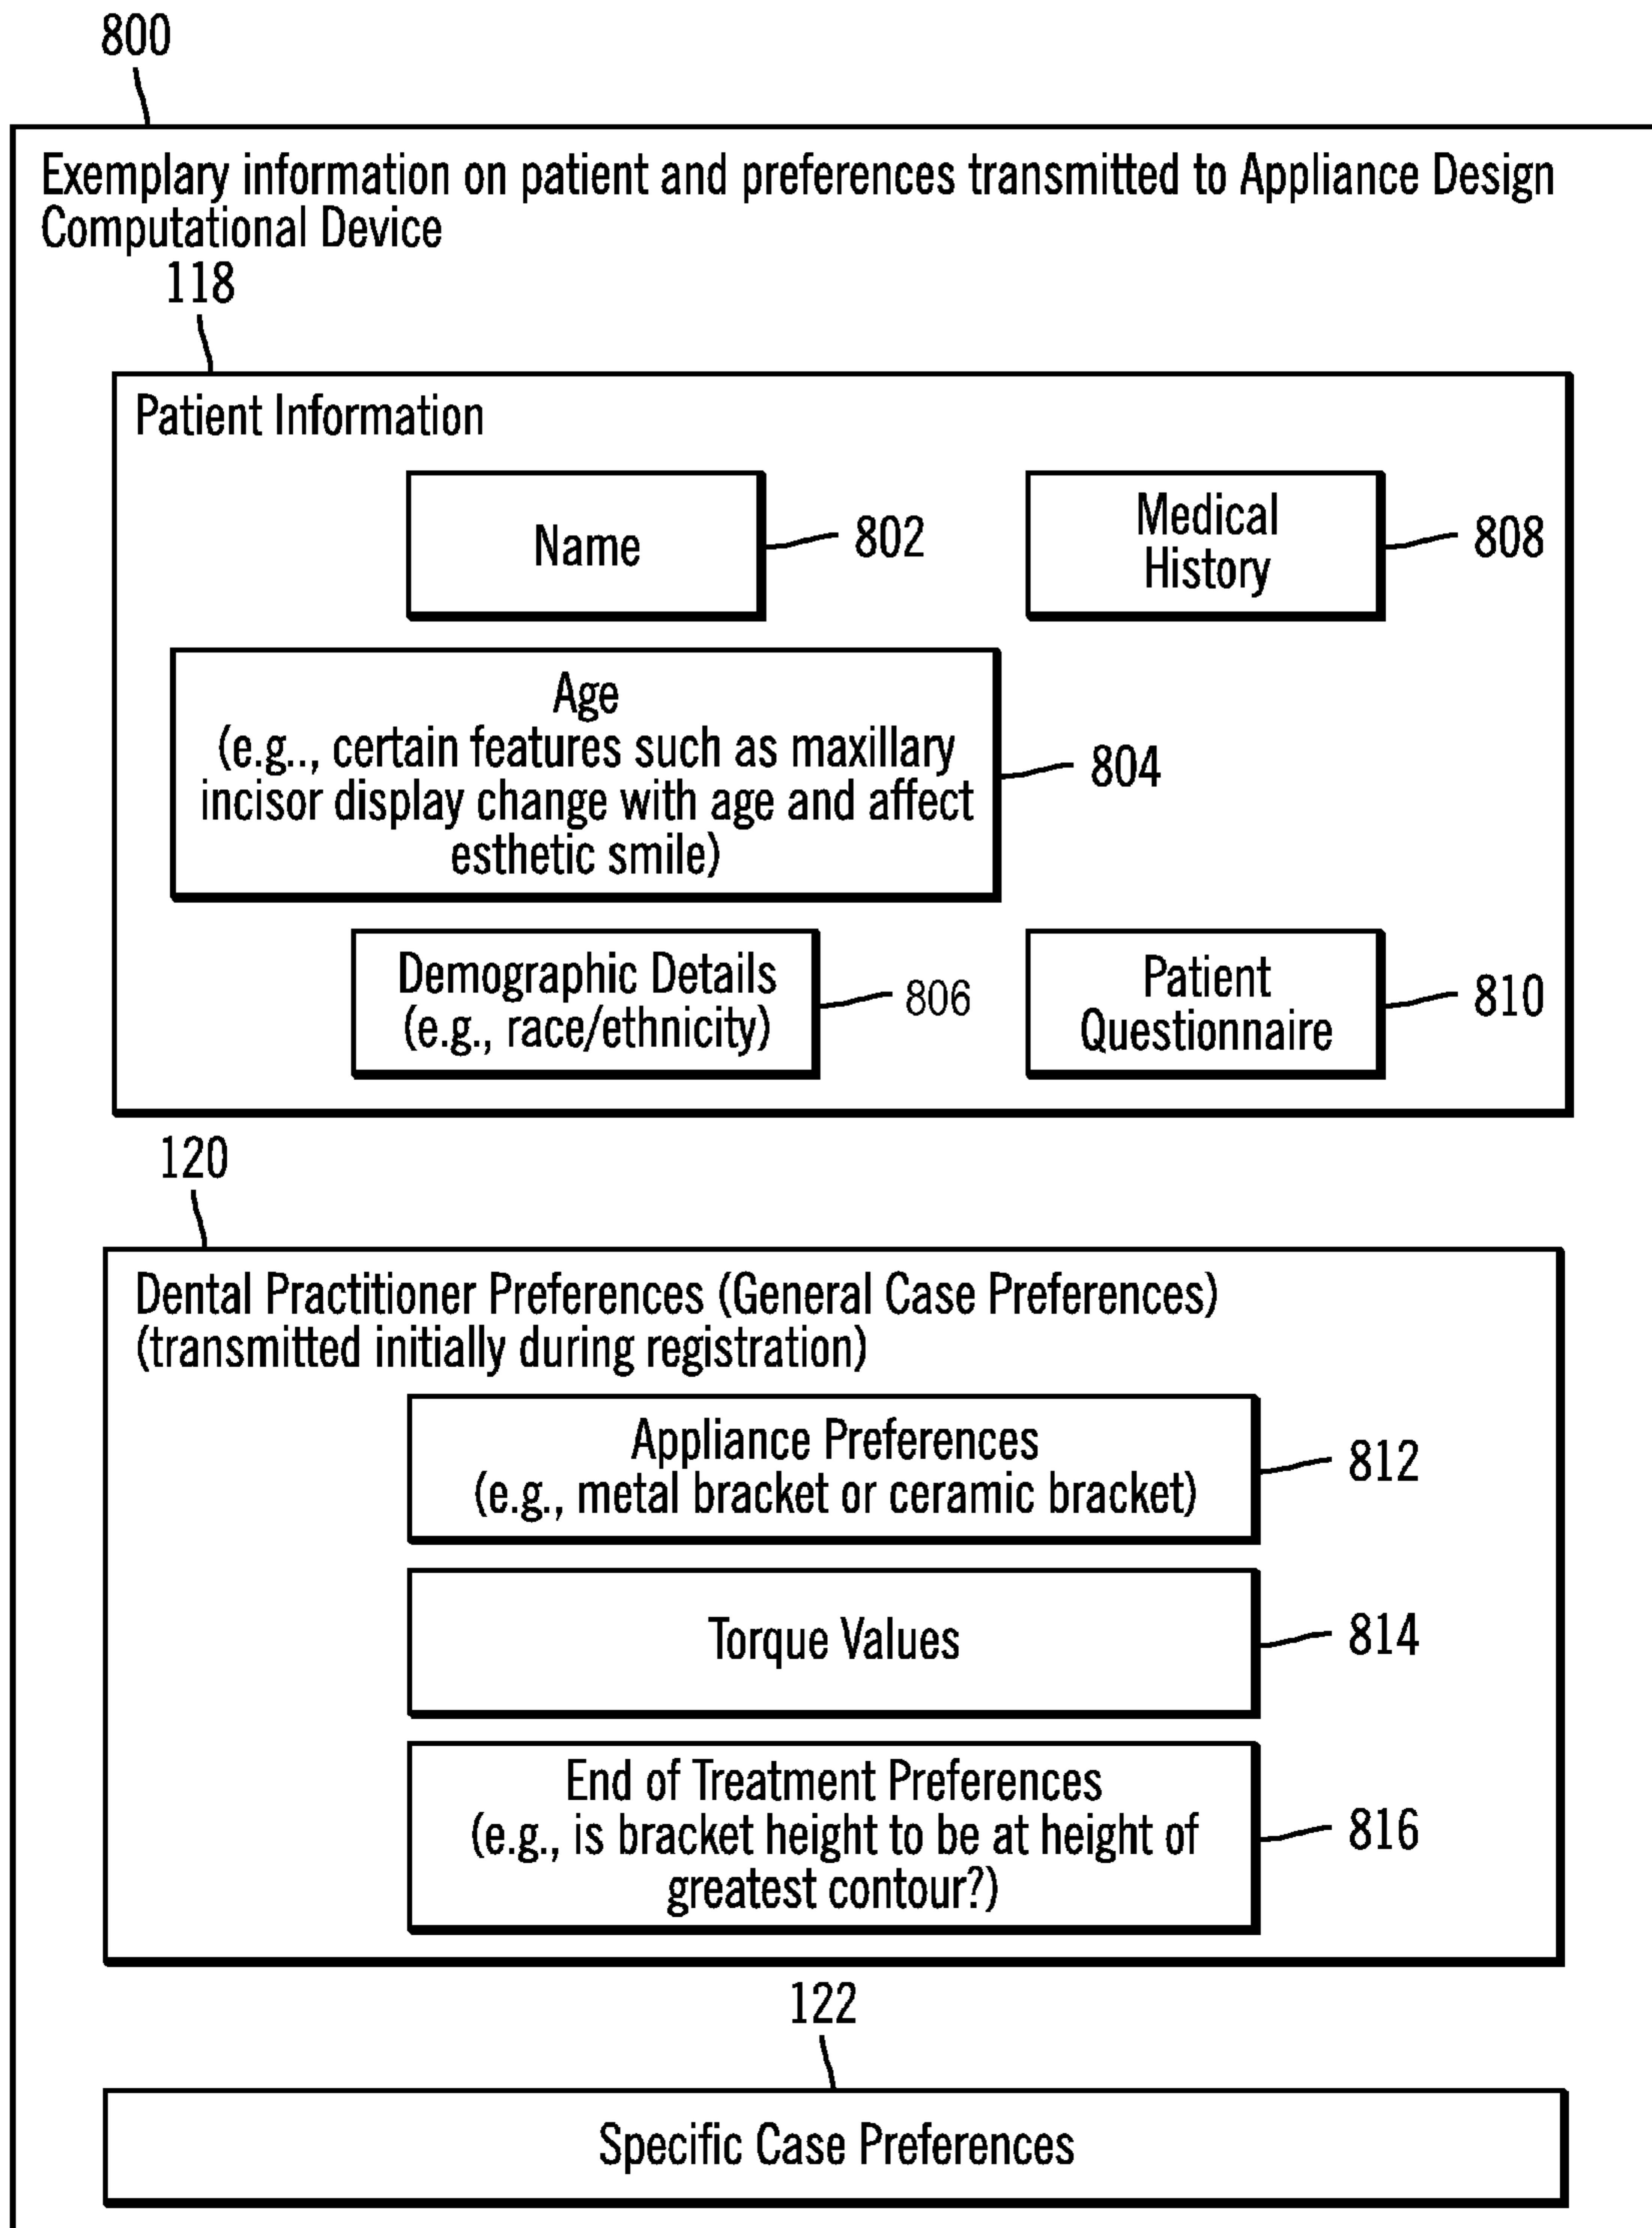 800
Exemplary information on patient and preferences transmitted to Appliance Design
Computational Device
118
Patient Information
Name
802
Medical
History
808
Age
(e.g.., certain features such as maxillary
incisor display change with age and affect
esthetic smile)
804
Demographic Details
(e.g., race/ethnicity)
806
Patient
Questionnaire
810
120
Dental Practitioner Preferences (General Case Preferences)
(transmitted initially during registration)
Appliance Preferences
(e.g., metal bracket or ceramic bracket)
812
Torque Values
814
End of Treatment Preferences
(e.g., is bracket height to be at height of
greatest contour?)
816
122
Specific Case Preferences